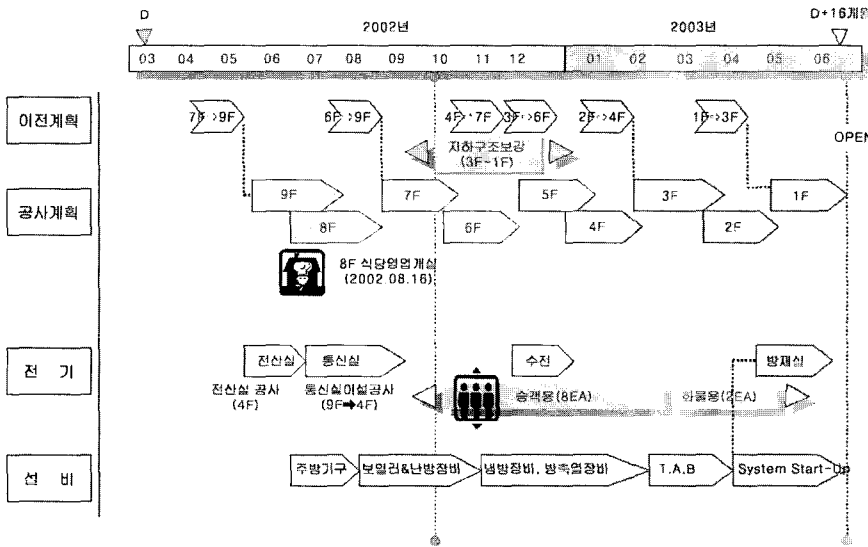 D
2002년
2003년
D+16개월
03 04 05 06 07 08 09 10 11 12 01 02 03 04 05 06
이전계획
7F->9F
6F->9F
4F->7F
3F->6F
2F->4F
1F->3F
OPEN
지하구조보강
(3F~1F)
공사계획
9F
7F
5F
3F
1F
8F
6F
4F
2F
8F 식당영업개시
(2002.08.16)
전 기
전산실
통신실
수전
방재실
전산실 공사
(4F)
통신실이설공사
(9F➡4F)
승객용(8EA)
화물용(2EA)
설 비
주방기구
보일러&난방장비
냉방장비, 방축열장비
T.A.B
System Start-Up